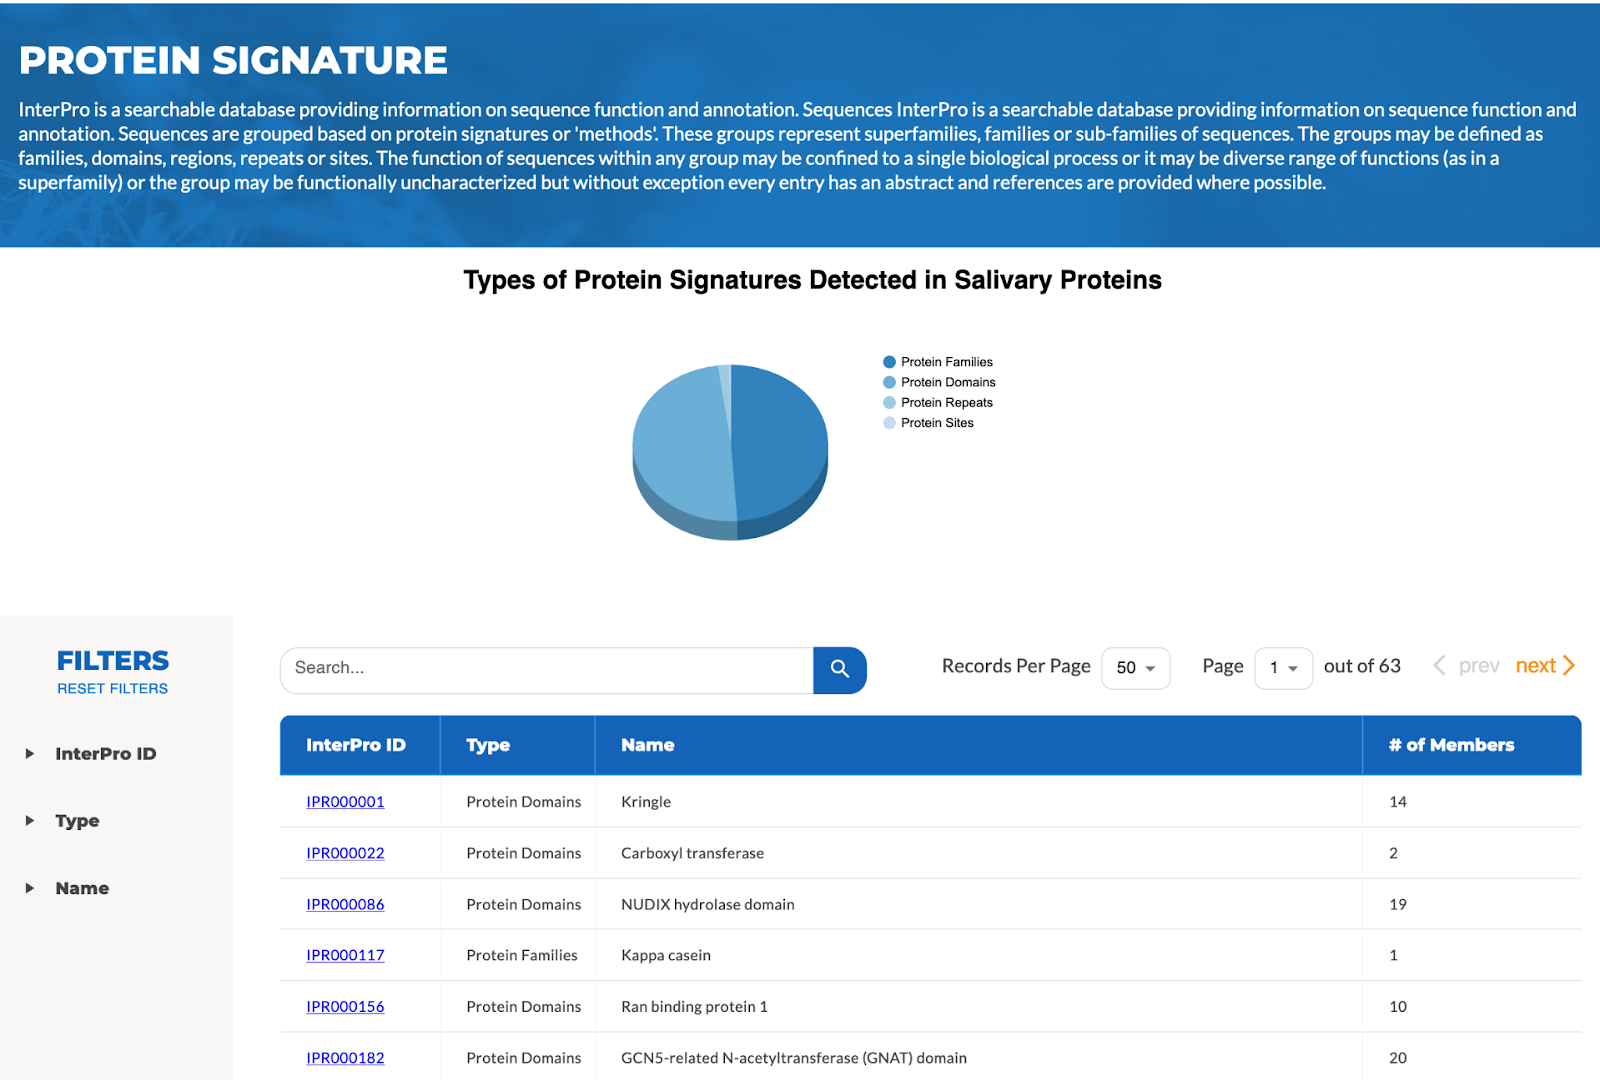 PROTEIN SIGNATURE
InterPro is a searchable database providing information on sequence function and annotation. Sequences InterPro is a searchable database providing information on sequence function and
annotation. Sequences are grouped based on protein signatures or 'methods'. These groups represent superfamilies, families or sub-families of sequences. The groups may be defined as
families, domains, regions, repeats or sites. The function of sequences within any group may be confined to a single biological process or it may be diverse range of functions (as in a
superfamily) or the group may be functionally uncharacterized but without exception every entry has an abstract and references are provided where possible.
Types of Protein Signatures Detected in Salivary Proteins
Protein Families
Protein Domains
Protein Repeats
Protein Sites
FILTERS
RESET FILTERS
InterPro ID
Type
Name
Search...
Records Per Page 50 Page 1 out of 63 prev next
InterPro ID Type Name # of Members
IPR000001 Protein Domains Kringle 14
IPR000022 Protein Domains Carboxyl transferase 2
IPR000086 Protein Domains NUDIX hydrolase domain 19
IPR000117 Protein Families Kappa casein 1
IPR000156 Protein Domains Ran binding protein 1 10
IPR000182 Protein Domains GCN5-related N-acetyltransferase (GNAT) domain 20